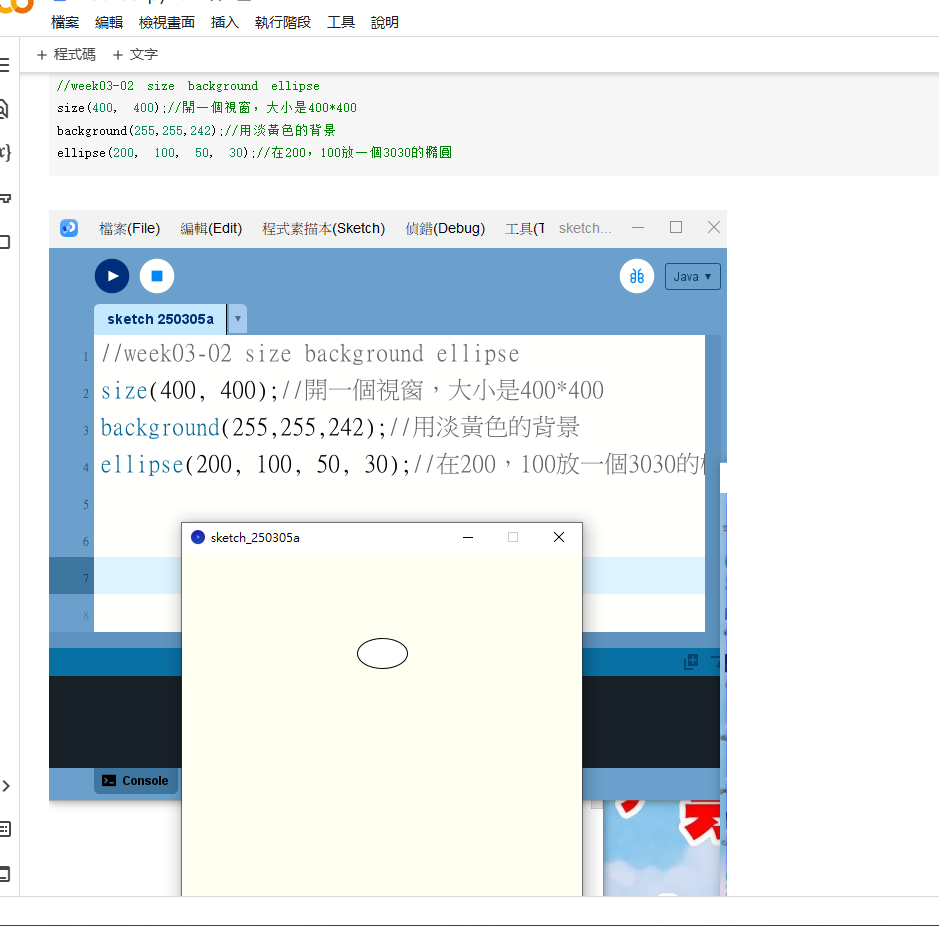 檔案 編輯 檢視畫面 插入 執行階段 工具 說明
+ 程式碼 + 文字
//week03-02 size background ellipse
size(400, 400);//開一個視窗，大小是400*400
background(255,255,242);//用淡黃色的背景
ellipse(200, 100, 50, 30);//在200，100放一個3030的橢圓
檔案(File) 編輯(Edit) 程式素描本(Sketch) 偵錯(Debug) 工具(T sketch...
Java ▾
sketch 250305a
1 //week03-02 size background ellipse
2 size(400, 400);//開一個視窗，大小是400*400
3 background(255,255,242);//用淡黃色的背景
4 ellipse(200, 100, 50, 30);//在200，100放一個3030的
5
6
7
8
sketch_250305a
Console